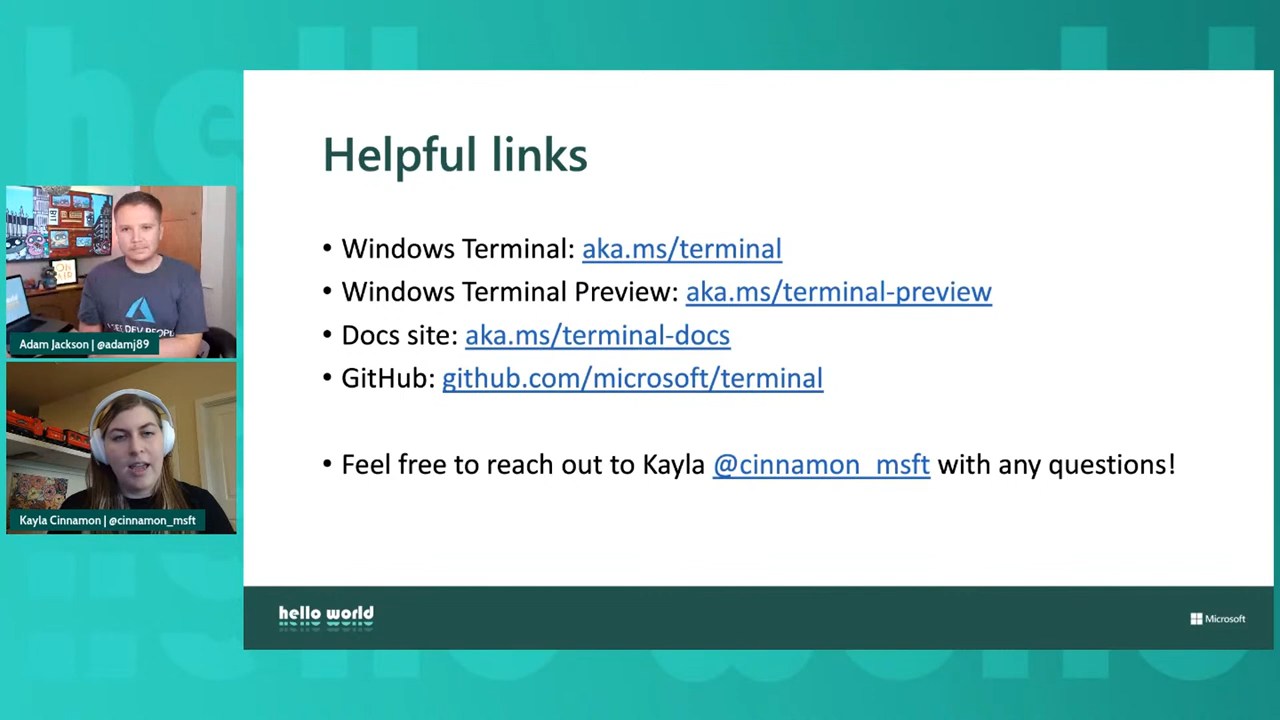 Helpful links
• Windows Terminal: aka.ms/terminal
• Windows Terminal Preview: aka.ms/terminal-preview
• Docs site: aka.ms/terminal-docs
• GitHub: github.com/microsoft/terminal
• Feel free to reach out to Kayla @cinnamon_msft with any questions!
Adam Jackson | @adamj89
Kayla Cinnamon | @cinnamon_msft
hello world
Microsoft